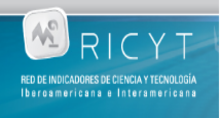 RICYT
RED DE INDICADORES DE CIENCIA Y TECNOLOGÍA
Iberoamericana e Interamericana